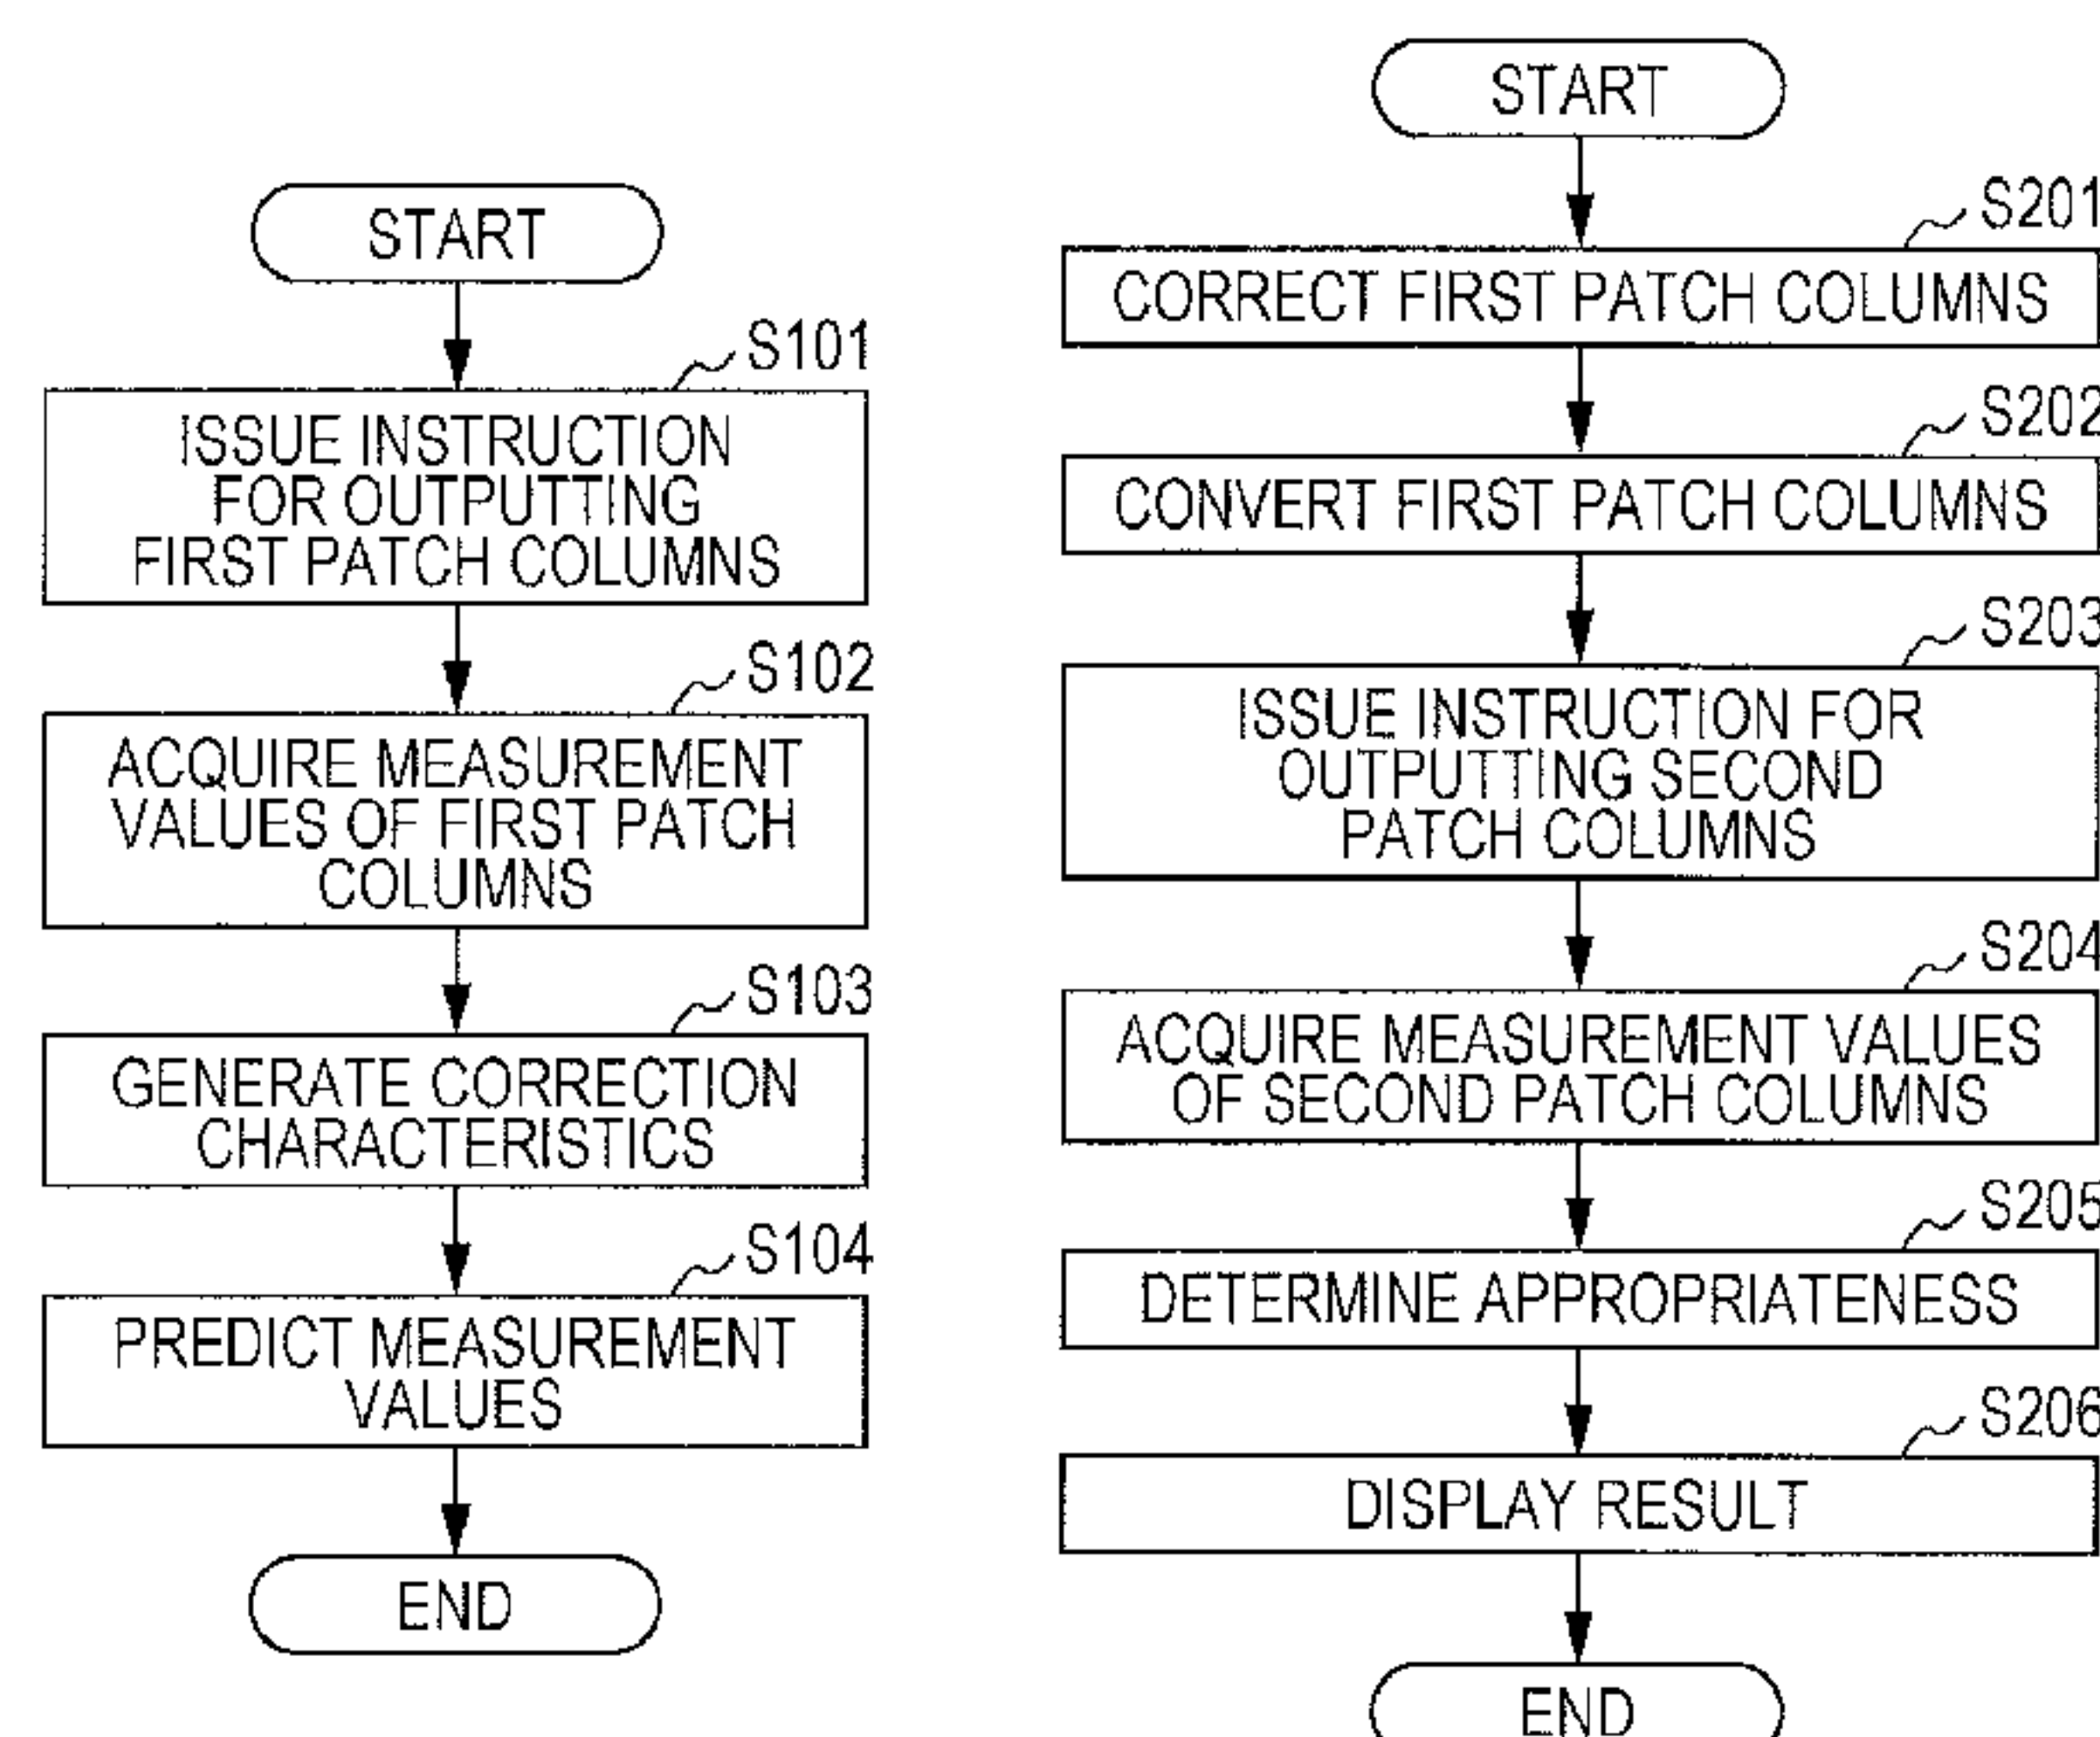 START
S101
ISSUE INSTRUCTION
FOR OUTPUTTING
FIRST PATCH COLUMNS
S102
ACQUIRE MEASUREMENT
VALUES OF FIRST PATCH
COLUMNS
S103
GENERATE CORRECTION
CHARACTERISTICS
S104
PREDICT MEASUREMENT
VALUES
END
START
S201
CORRECT FIRST PATCH COLUMNS
S202
CONVERT FIRST PATCH COLUMNS
S203
ISSUE INSTRUCTION FOR
OUTPUTTING SECOND
PATCH COLUMNS
S204
ACQUIRE MEASUREMENT VALUES
OF SECOND PATCH COLUMNS
S205
DETERMINE APPROPRIATENESS
S206
DISPLAY RESULT
END